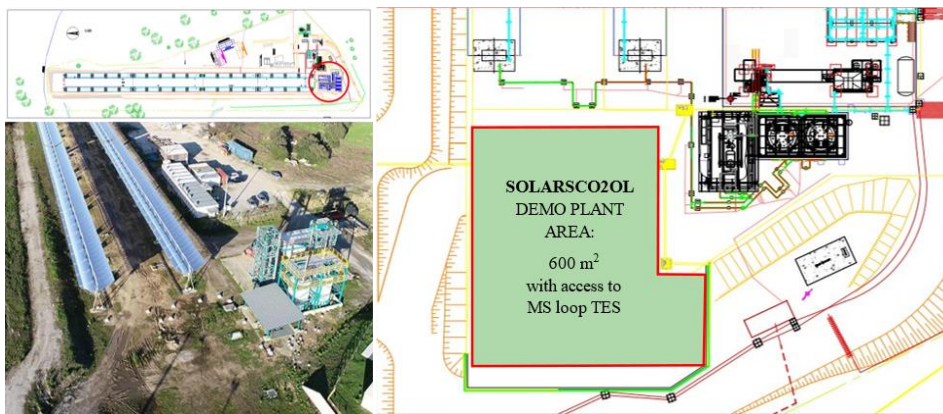 SOLARSCO2OL
DEMO PLANT
AREA:
600 m²
with access to
MS loop TES